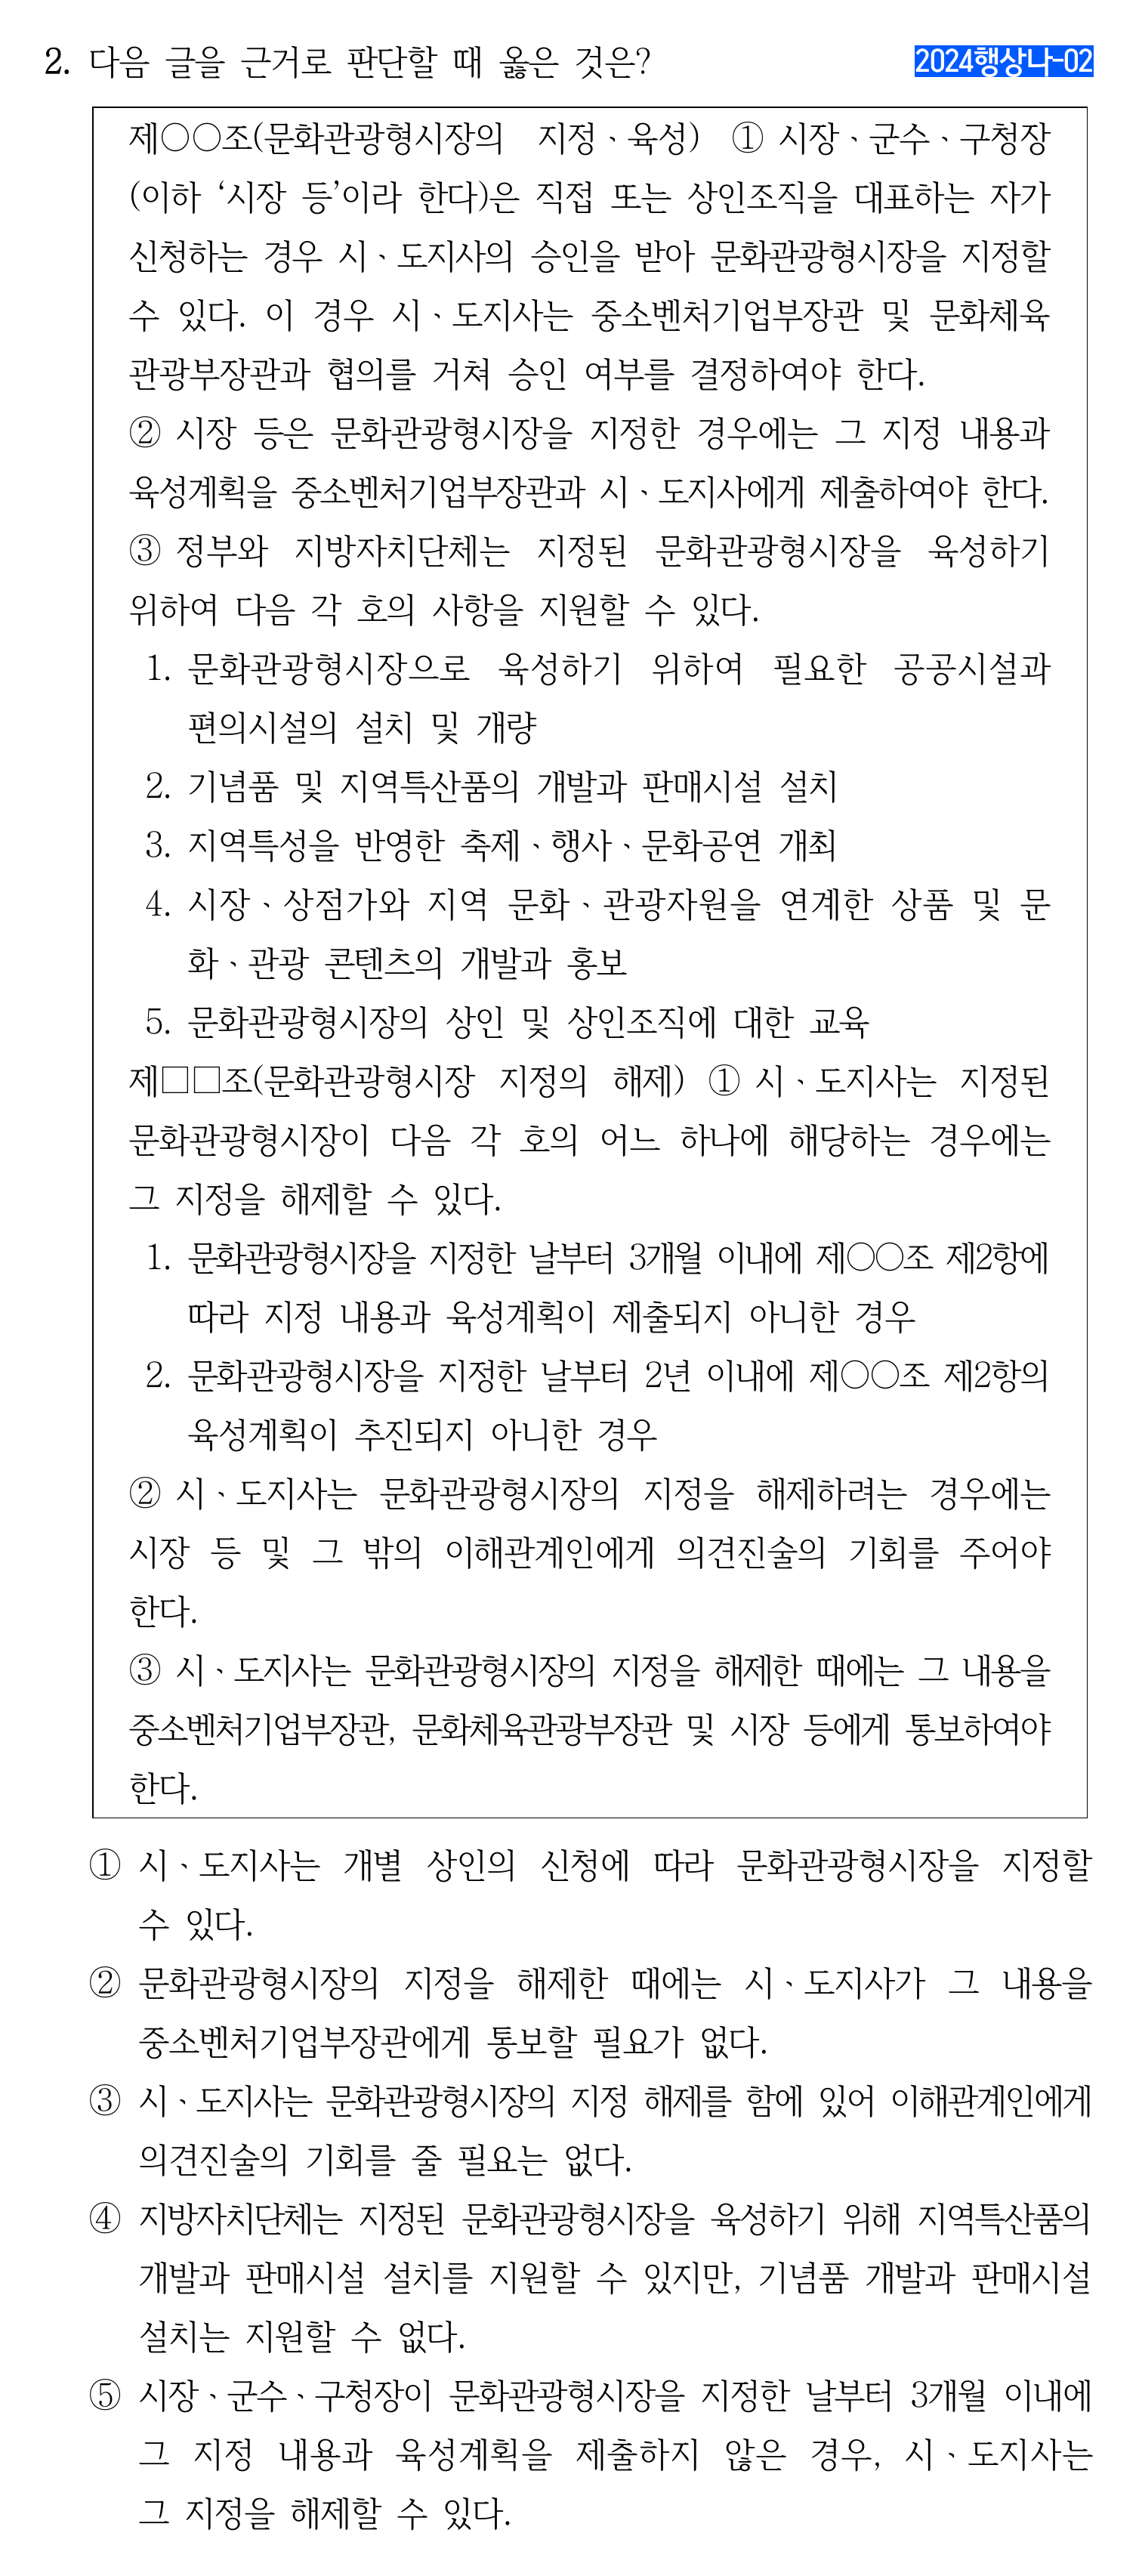 2. 다음 글을 근거로 판단할 때 옳은 것은? 2024행상나-02
제○○조(문화관광형시장의 지정ㆍ육성) ① 시장ㆍ군수ㆍ구청장
(이하 ‘시장 등’이라 한다)은 직접 또는 상인조직을 대표하는 자가
신청하는 경우 시ㆍ도지사의 승인을 받아 문화관광형시장을 지정할
수 있다. 이 경우 시ㆍ도지사는 중소벤처기업부장관 및 문화체육
관광부장관과 협의를 거쳐 승인 여부를 결정하여야 한다.
② 시장 등은 문화관광형시장을 지정한 경우에는 그 지정 내용과
육성계획을 중소벤처기업부장관과 시ㆍ도지사에게 제출하여야 한다.
③ 정부와 지방자치단체는 지정된 문화관광형시장을 육성하기
위하여 다음 각 호의 사항을 지원할 수 있다.
1. 문화관광형시장으로 육성하기 위하여 필요한 공공시설과
편의시설의 설치 및 개량
2. 기념품 및 지역특산품의 개발과 판매시설 설치
3. 지역특성을 반영한 축제ㆍ행사ㆍ문화공연 개최
4. 시장ㆍ상점가와 지역 문화ㆍ관광자원을 연계한 상품 및 문
화ㆍ관광 콘텐츠의 개발과 홍보
5. 문화관광형시장의 상인 및 상인조직에 대한 교육
제□□조(문화관광형시장 지정의 해제) ① 시ㆍ도지사는 지정된
문화관광형시장이 다음 각 호의 어느 하나에 해당하는 경우에는
그 지정을 해제할 수 있다.
1. 문화관광형시장을 지정한 날부터 3개월 이내에 제○○조 제2항에
따라 지정 내용과 육성계획이 제출되지 아니한 경우
2. 문화관광형시장을 지정한 날부터 2년 이내에 제○○조 제2항의
육성계획이 추진되지 아니한 경우
② 시ㆍ도지사는 문화관광형시장의 지정을 해제하려는 경우에는
시장 등 및 그 밖의 이해관계인에게 의견진술의 기회를 주어야
한다.
③ 시ㆍ도지사는 문화관광형시장의 지정을 해제한 때에는 그 내용을
중소벤처기업부장관, 문화체육관광부장관 및 시장 등에게 통보하여야
한다.
① 시ㆍ도지사는 개별 상인의 신청에 따라 문화관광형시장을 지정할
수 있다.
② 문화관광형시장의 지정을 해제한 때에는 시ㆍ도지사가 그 내용을
중소벤처기업부장관에게 통보할 필요가 없다.
③ 시ㆍ도지사는 문화관광형시장의 지정 해제를 함에 있어 이해관계인에게
의견진술의 기회를 줄 필요는 없다.
④ 지방자치단체는 지정된 문화관광형시장을 육성하기 위해 지역특산품의
개발과 판매시설 설치를 지원할 수 있지만, 기념품 개발과 판매시설
설치는 지원할 수 없다.
⑤ 시장ㆍ군수ㆍ구청장이 문화관광형시장을 지정한 날부터 3개월 이내에
그 지정 내용과 육성계획을 제출하지 않은 경우, 시ㆍ도지사는
그 지정을 해제할 수 있다.